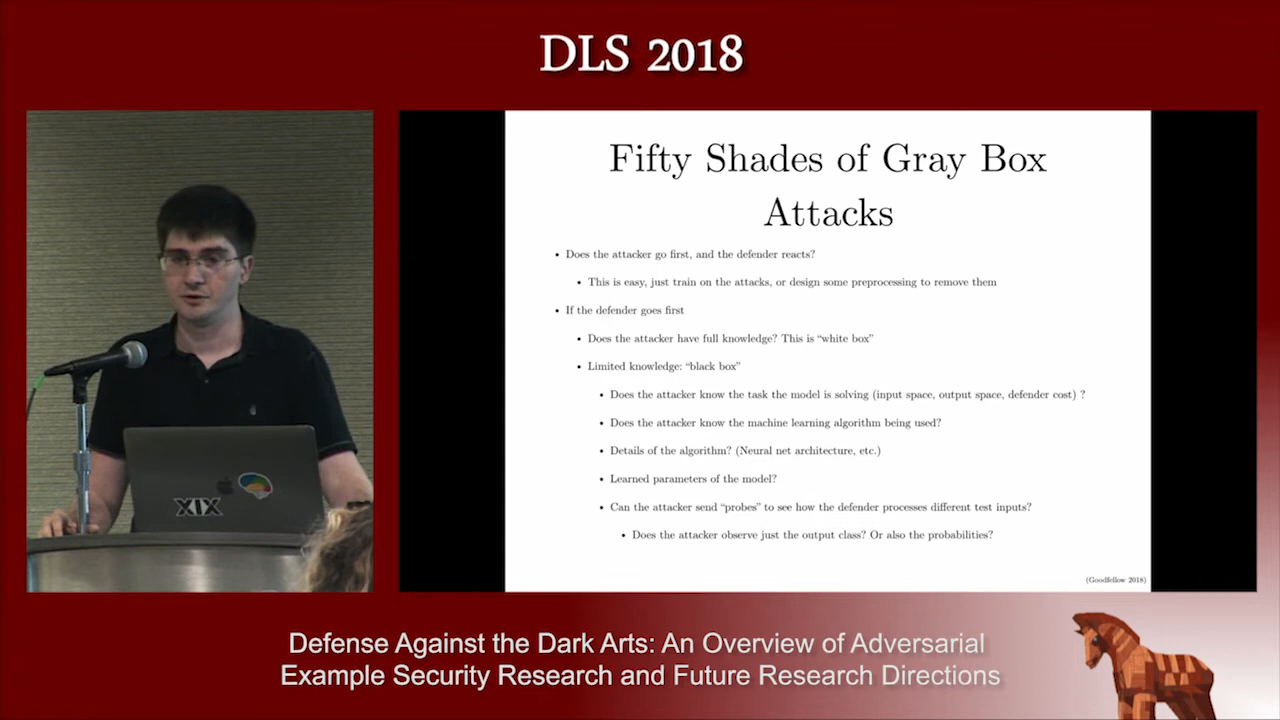 DLS 2018
Fifty Shades of Gray Box
Attacks
• Does the attacker go first, and the defender reacts?
• This is easy, just train on the attacks, or design some preprocessing to remove them
• If the defender goes first
• Does the attacker have full knowledge? This is “white box”
• Limited knowledge: “black box”
• Does the attacker know the task the model is solving (input space, output space, defender cost) ?
• Does the attacker know the machine learning algorithm being used?
• Details of the algorithm? (Neural net architecture, etc.)
• Learned parameters of the model?
• Can the attacker send “probes” to see how the defender processes different test inputs?
• Does the attacker observe just the output class? Or also the probabilities?
(Goodfellow 2018)
XIX
Defense Against the Dark Arts: An Overview of Adversarial
Example Security Research and Future Research Directions